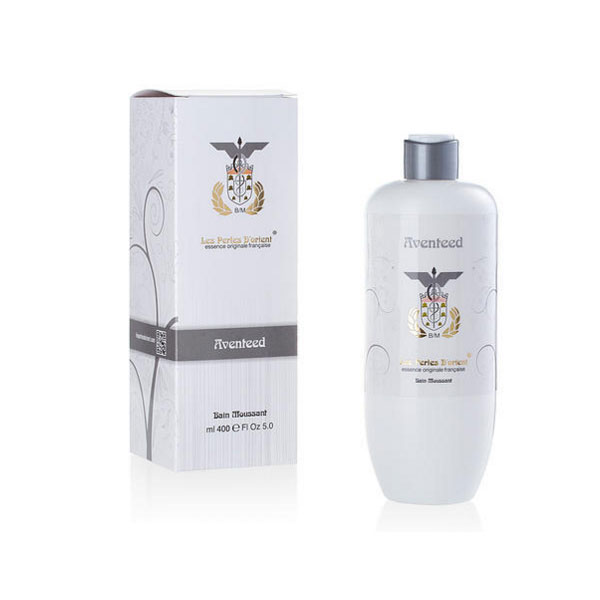 B/M
Les Perles D'orient®
essence originale française
Aventeed
Bain Moussant
ml 400 ℮ Fl Oz 5.0
Aventeed
B/M
Les Perles D'orient®
essence originale française
Bain Moussant